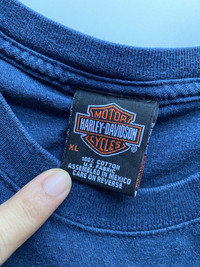 MOTOR
HARLEY-DAVIDSON
CYCLES
XL
100% COTTON
U.S. FABRIC
ASSEMBLED IN MEXICO
CARE ON REVERSE